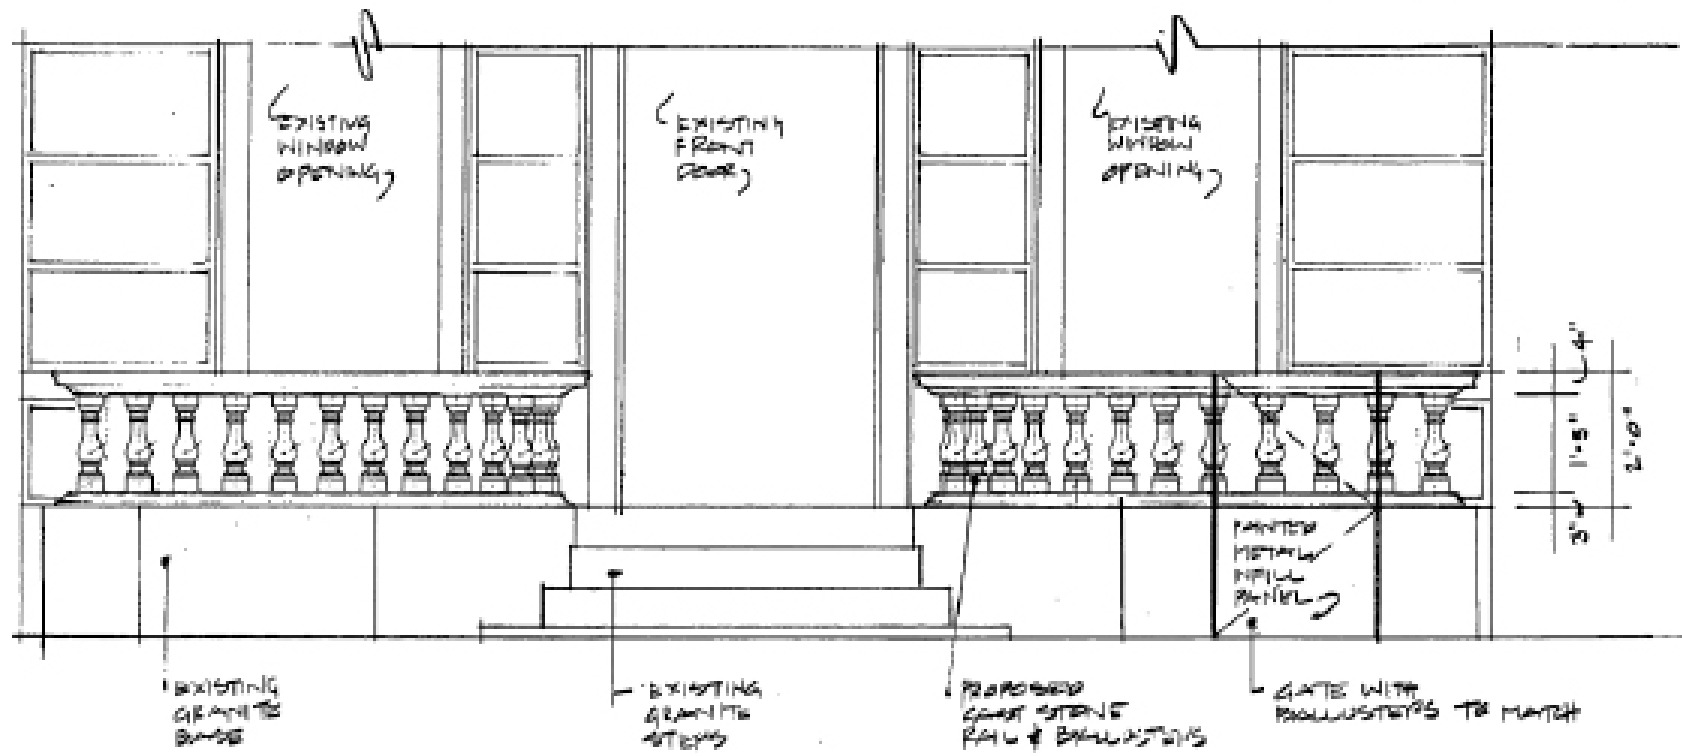 EXISTING
WINDOW
OPENING
EXISTING
FRONT
DOOR
EXISTING
WINDOW
OPENING
4"
1'-5"
2'-0"
3"
PAINTED
METAL
INFILL
PANEL
EXISTING
GRANITE
BASE
EXISTING
GRANITE
STEPS
PROPOSED
CAST STONE
RAIL & BALLUSTERS
GATE WITH
BALLUSTERS TO MATCH